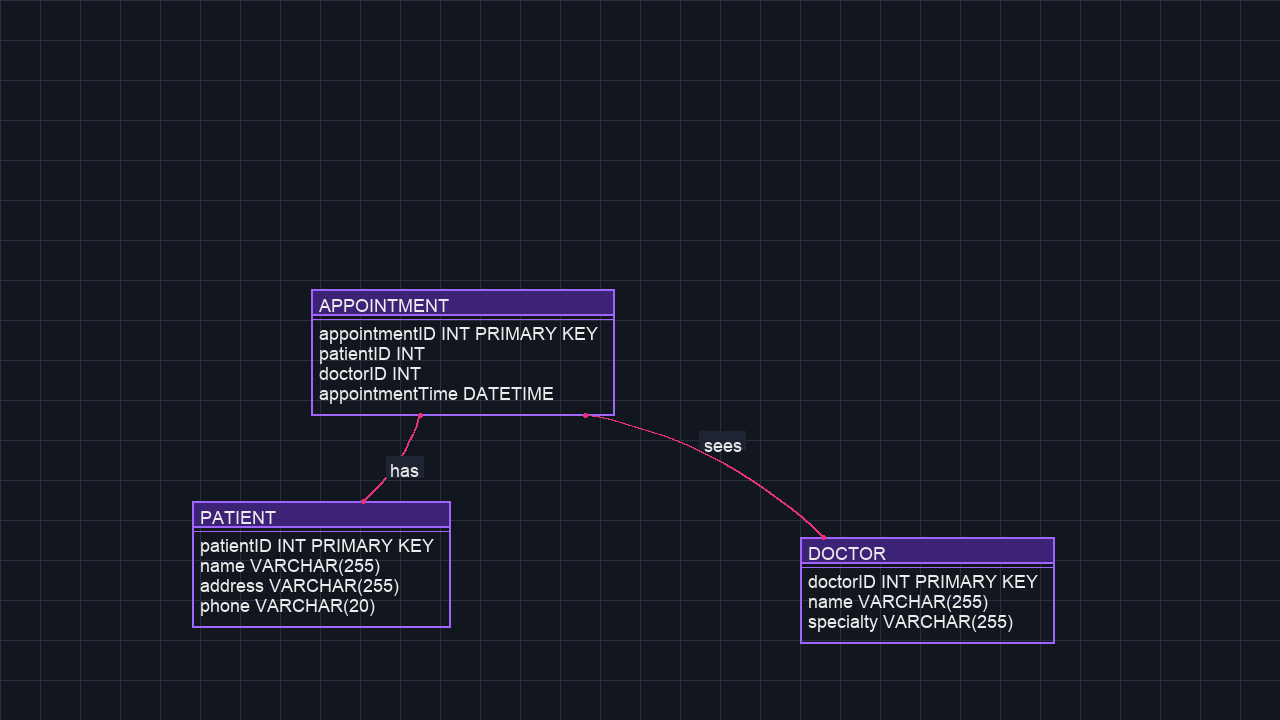 APPOINTMENT
appointmentID INT PRIMARY KEY
patientID INT
doctorID INT
appointmentTime DATETIME
has
sees
PATIENT
patientID INT PRIMARY KEY
name VARCHAR(255)
address VARCHAR(255)
phone VARCHAR(20)
DOCTOR
doctorID INT PRIMARY KEY
name VARCHAR(255)
specialty VARCHAR(255)